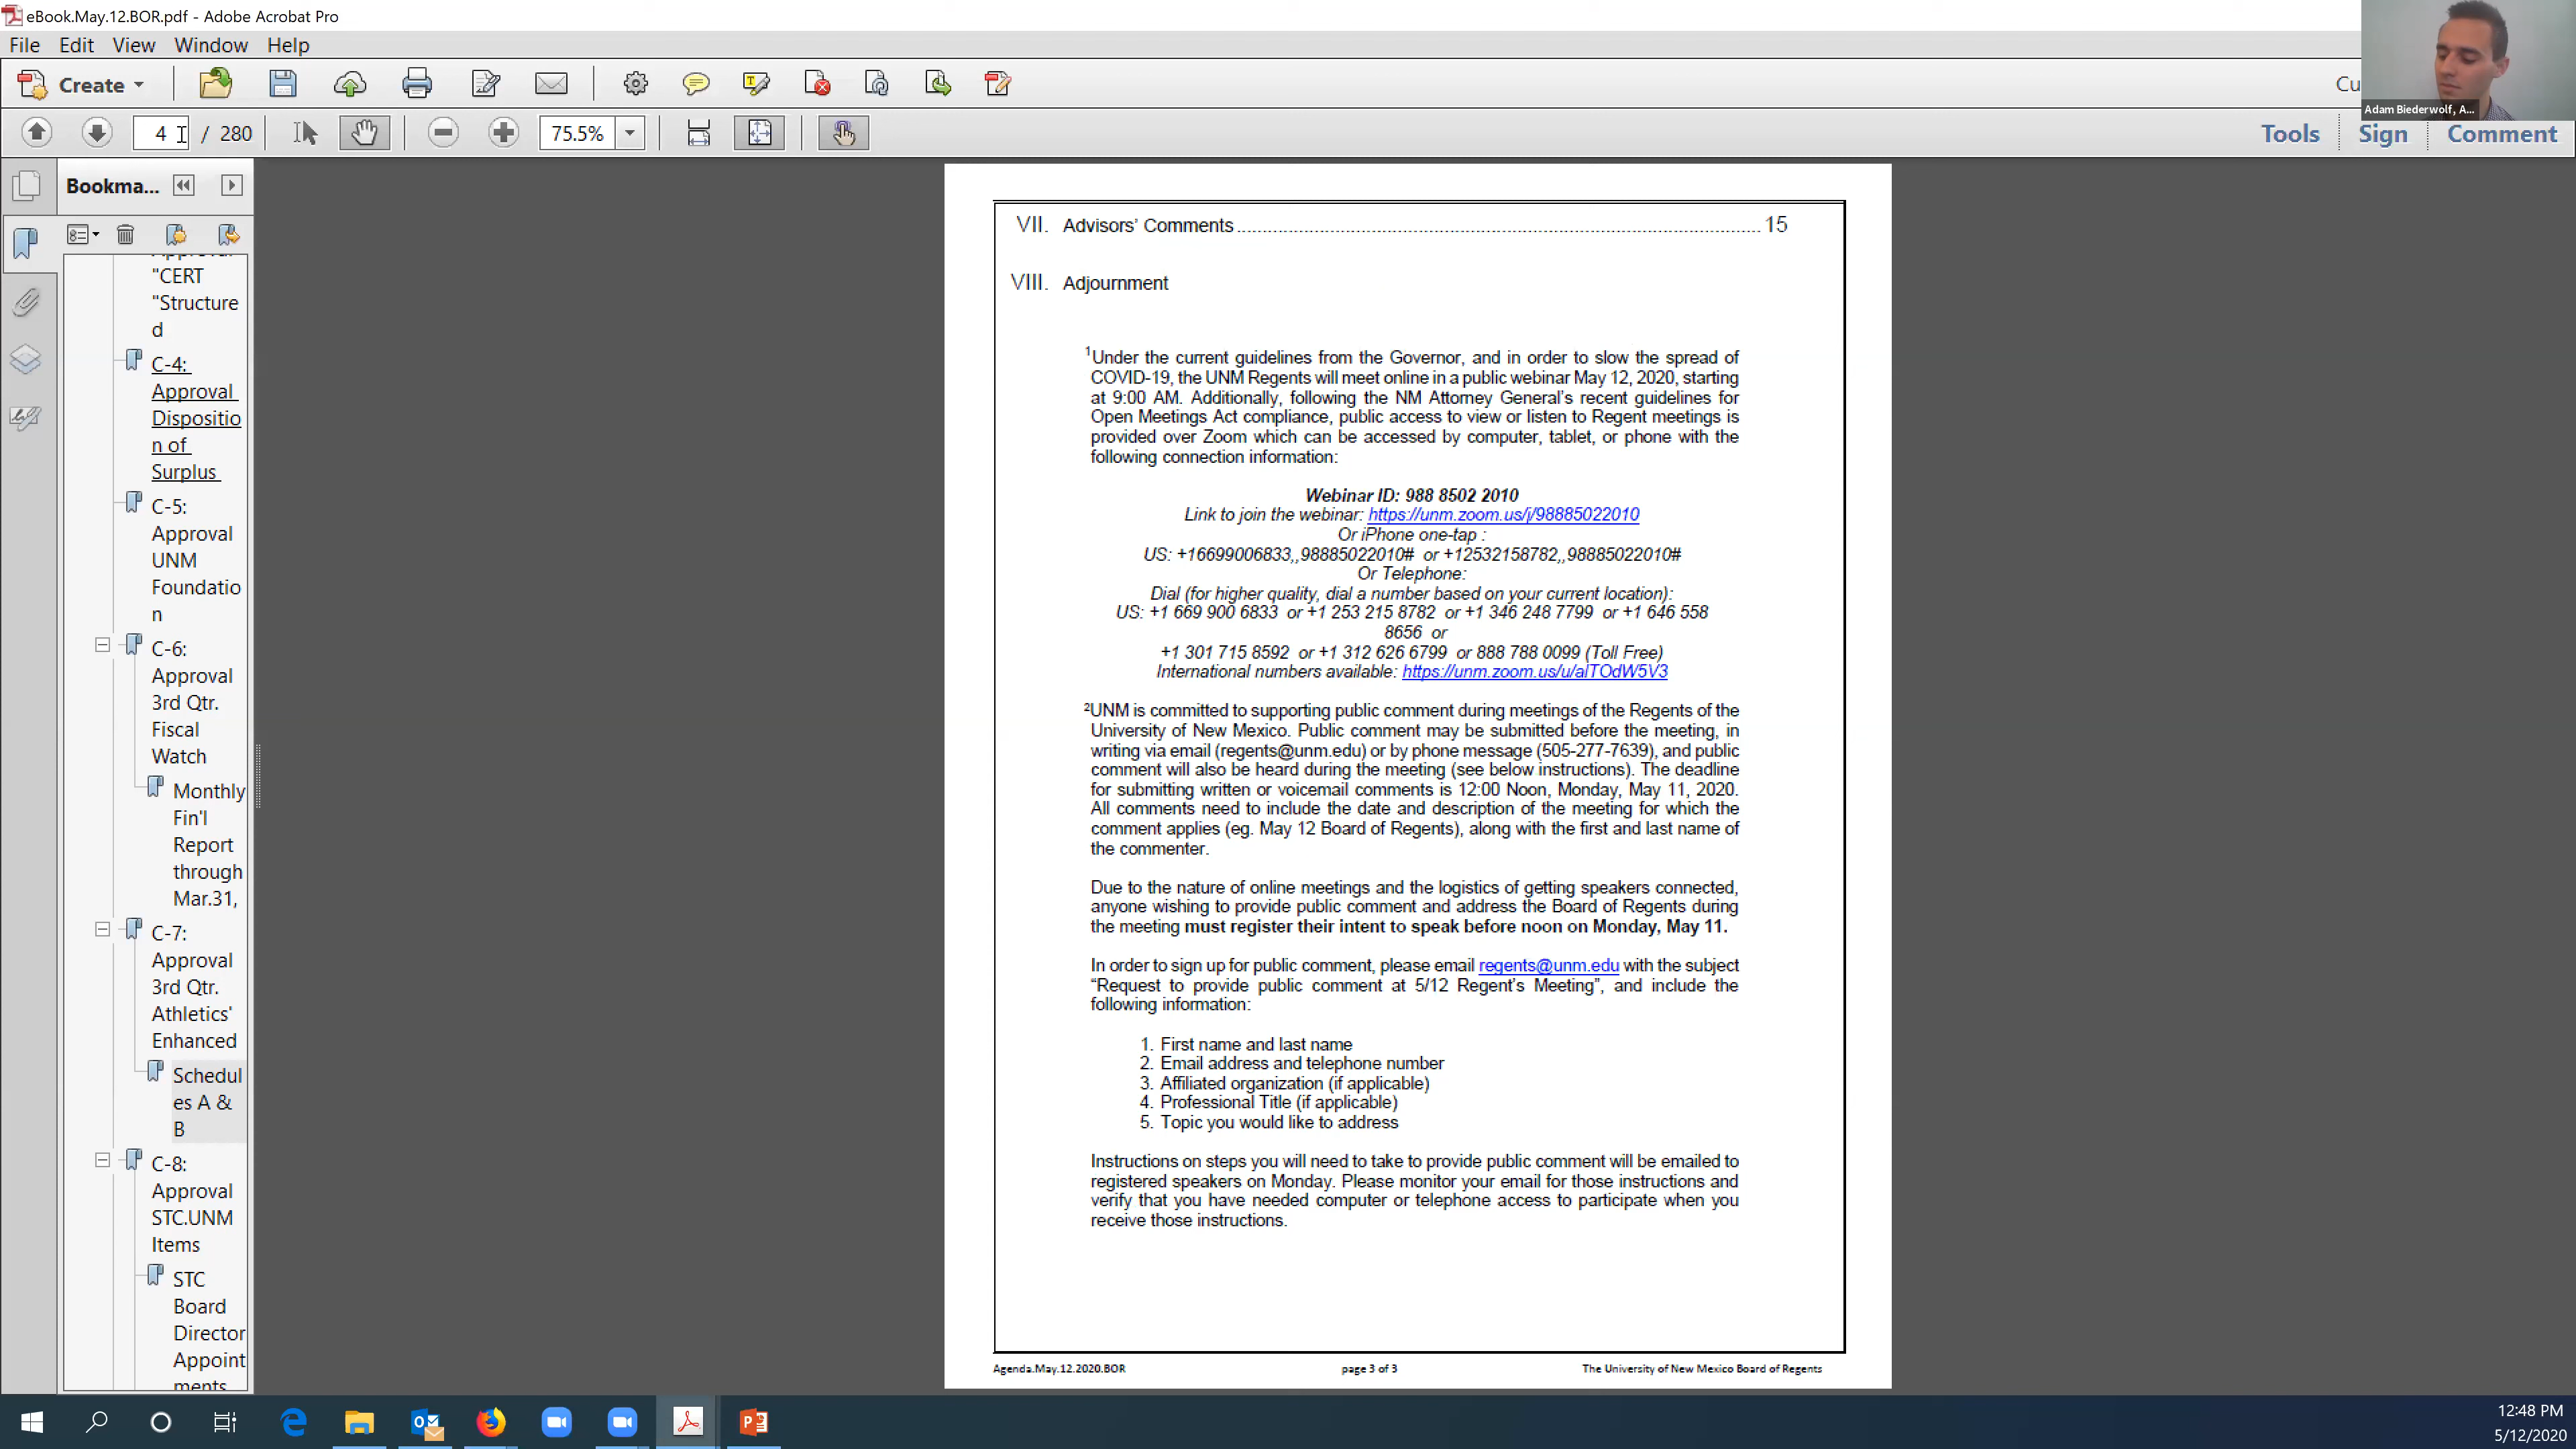 eBook.May.12.BOR.pdf - Adobe Acrobat Pro
File Edit View Window Help
Create
Cu
Adam Biederwolf, A...
4 / 280
75.5%
Tools Sign Comment
Bookma...
"CERT
"Structure
d
C-4:
Approval
Dispositio
n of
Surplus
C-5:
Approval
UNM
Foundatio
n
C-6:
Approval
3rd Qtr.
Fiscal
Watch
Monthly
Fin'l
Report
through
Mar.31,
C-7:
Approval
3rd Qtr.
Athletics'
Enhanced
Schedul
es A &
B
C-8:
Approval
STC.UNM
Items
STC
Board
Director
Appoint
ments
VII. Advisors' Comments 15
VIII. Adjournment
1Under the current guidelines from the Governor, and in order to slow the spread of
COVID-19, the UNM Regents will meet online in a public webinar May 12, 2020, starting
at 9:00 AM. Additionally, following the NM Attorney General's recent guidelines for
Open Meetings Act compliance, public access to view or listen to Regent meetings is
provided over Zoom which can be accessed by computer, tablet, or phone with the
following connection information:
Webinar ID: 988 8502 2010
Link to join the webinar: https://unm.zoom.us/j/98885022010
Or iPhone one-tap :
US: +16699006833,,98885022010# or +12532158782,,98885022010#
Or Telephone:
Dial (for higher quality, dial a number based on your current location):
US: +1 669 900 6833 or +1 253 215 8782 or +1 346 248 7799 or +1 646 558
8656 or
+1 301 715 8592 or +1 312 626 6799 or 888 788 0099 (Toll Free)
International numbers available: https://unm.zoom.us/u/alTOdW5V3
2UNM is committed to supporting public comment during meetings of the Regents of the
University of New Mexico. Public comment may be submitted before the meeting, in
writing via email (regents@unm.edu) or by phone message (505-277-7639), and public
comment will also be heard during the meeting (see below instructions). The deadline
for submitting written or voicemail comments is 12:00 Noon, Monday, May 11, 2020.
All comments need to include the date and description of the meeting for which the
comment applies (eg. May 12 Board of Regents), along with the first and last name of
the commenter.
Due to the nature of online meetings and the logistics of getting speakers connected,
anyone wishing to provide public comment and address the Board of Regents during
the meeting must register their intent to speak before noon on Monday, May 11.
In order to sign up for public comment, please email regents@unm.edu with the subject
"Request to provide public comment at 5/12 Regent's Meeting", and include the
following information:
1. First name and last name
2. Email address and telephone number
3. Affiliated organization (if applicable)
4. Professional Title (if applicable)
5. Topic you would like to address
Instructions on steps you will need to take to provide public comment will be emailed to
registered speakers on Monday. Please monitor your email for those instructions and
verify that you have needed computer or telephone access to participate when you
receive those instructions.
Agenda.May.12.2020.BOR page 3 of 3 The University of New Mexico Board of Regents
12:48 PM
5/12/2020